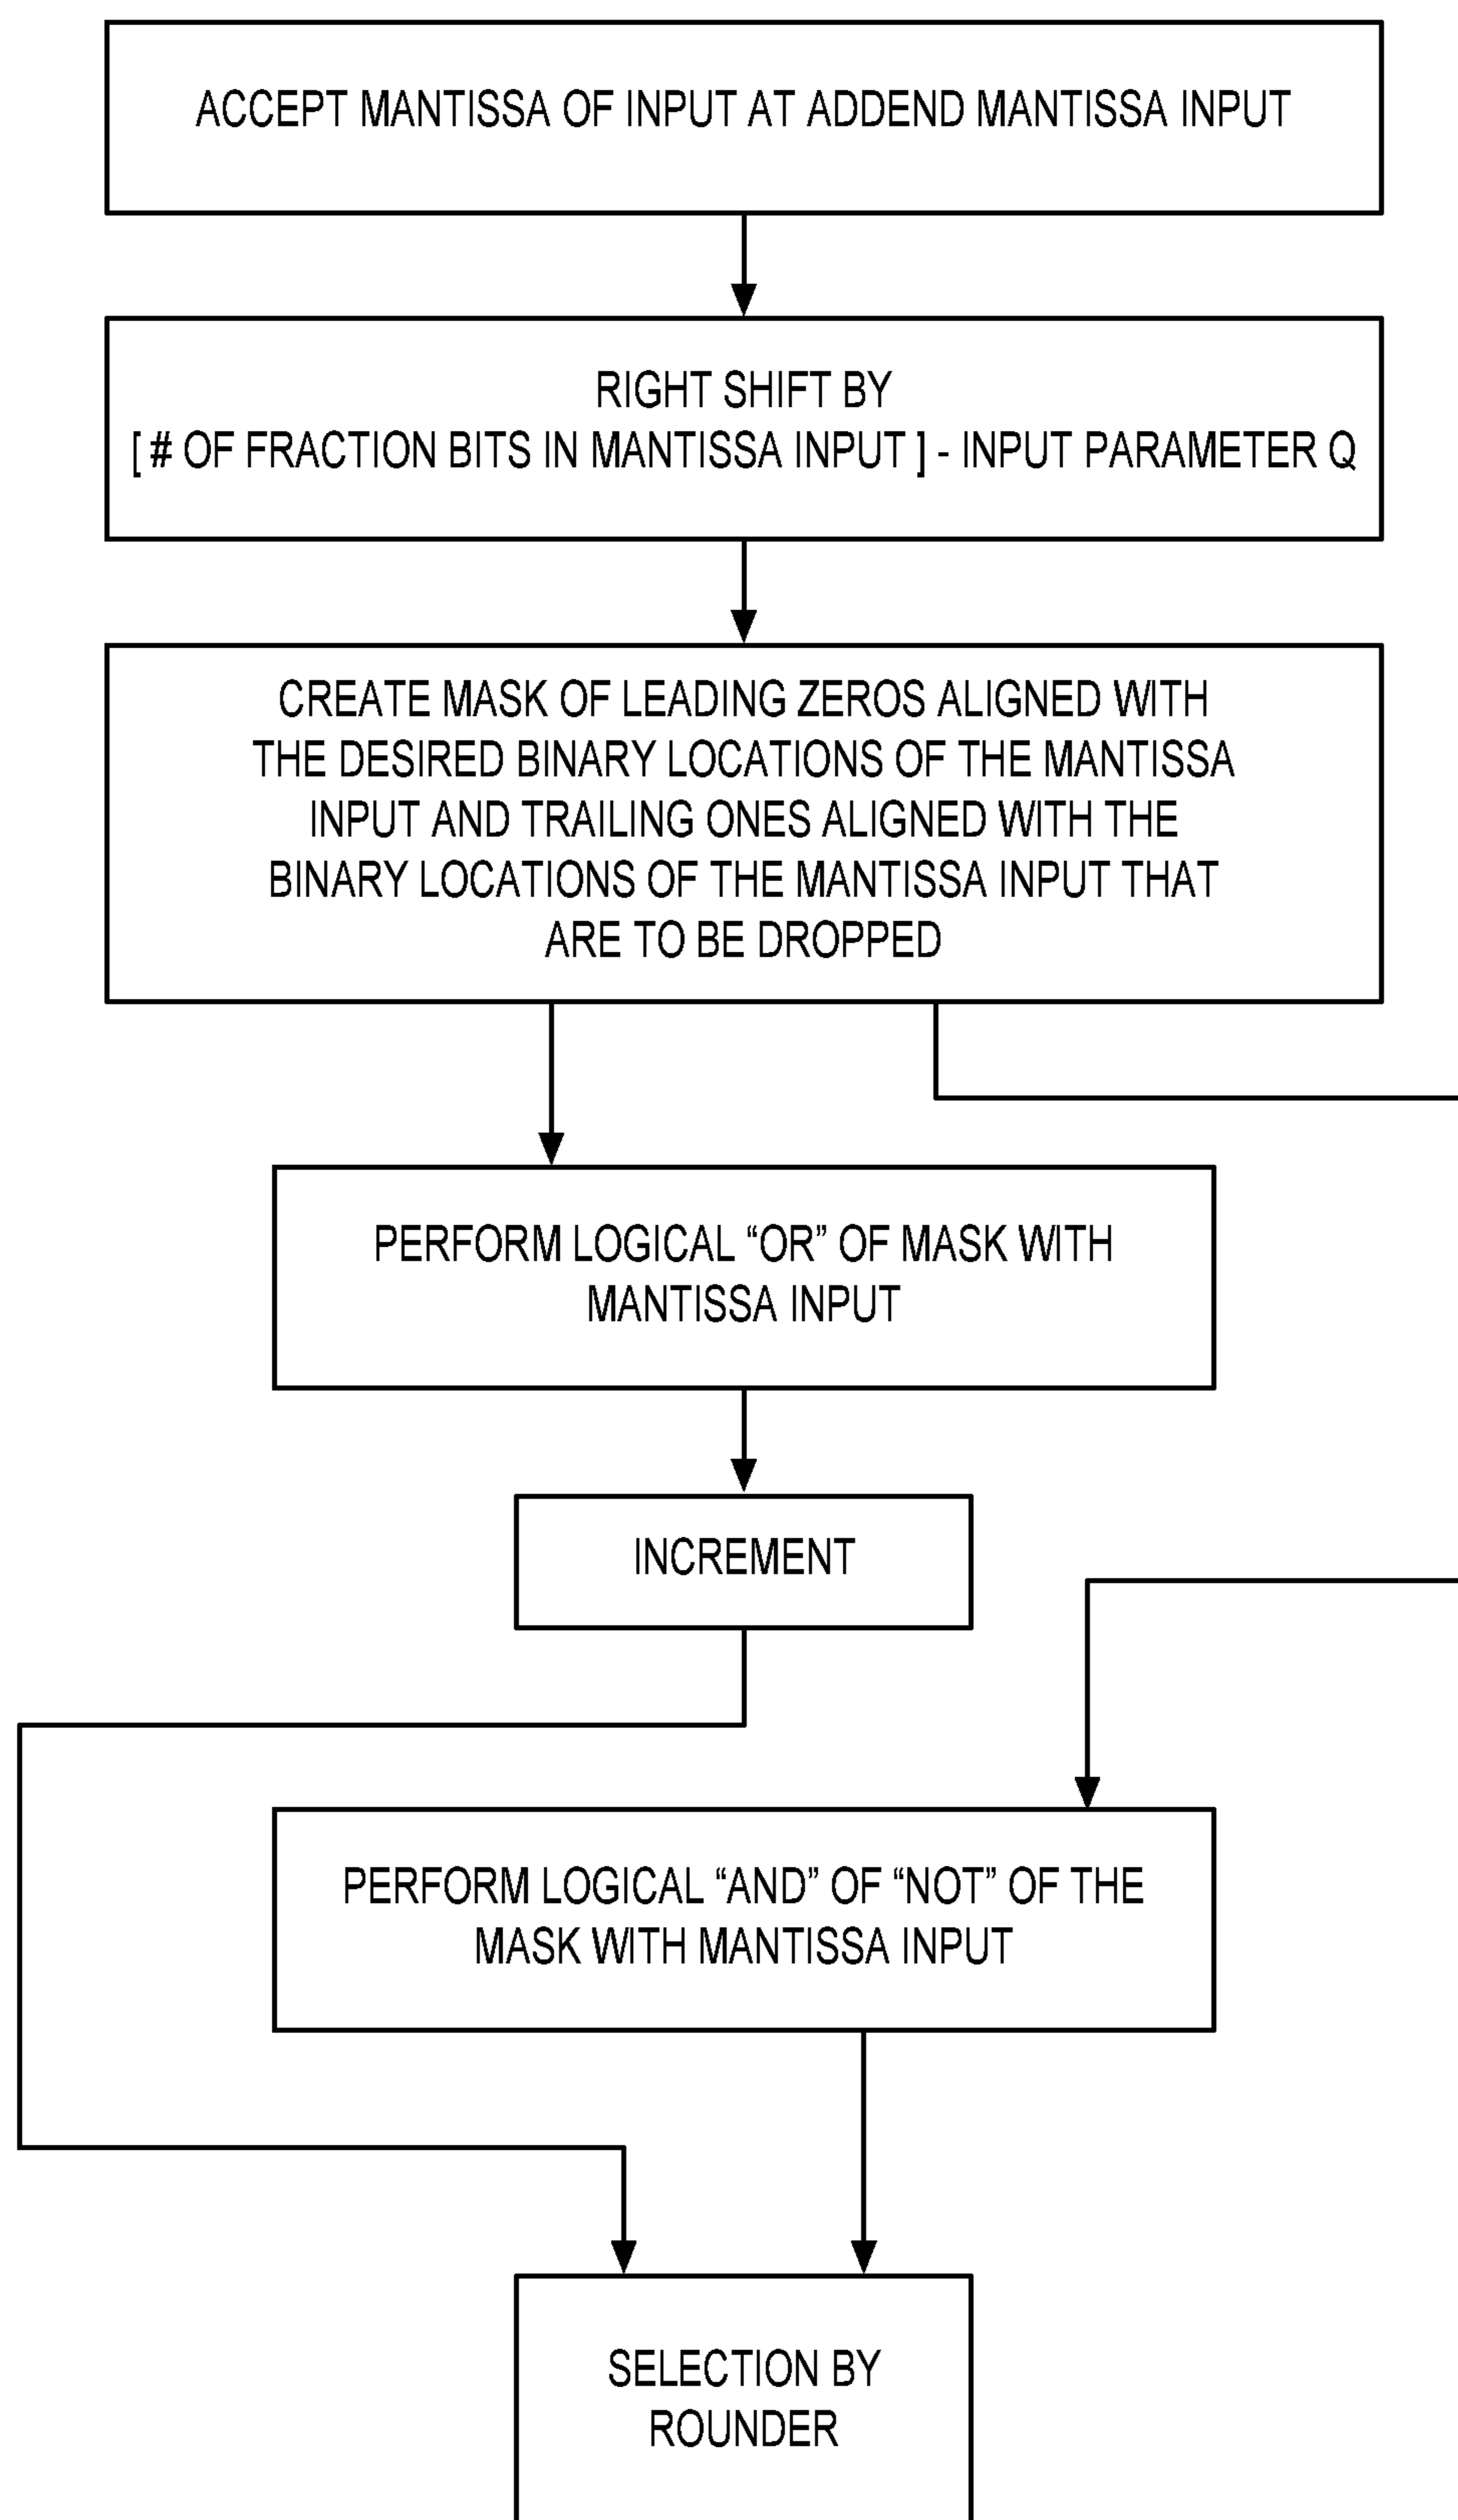 ACCEPT MANTISSA OF INPUT AT ADDEND MANTISSA INPUT
RIGHT SHIFT BY
[ # OF FRACTION BITS IN MANTISSA INPUT ] - INPUT PARAMETER Q
CREATE MASK OF LEADING ZEROS ALIGNED WITH
THE DESIRED BINARY LOCATIONS OF THE MANTISSA
INPUT AND TRAILING ONES ALIGNED WITH THE
BINARY LOCATIONS OF THE MANTISSA INPUT THAT
ARE TO BE DROPPED
PERFORM LOGICAL “OR” OF MASK WITH
MANTISSA INPUT
INCREMENT
PERFORM LOGICAL “AND” OF “NOT” OF THE
MASK WITH MANTISSA INPUT
SELECTION BY
ROUNDER